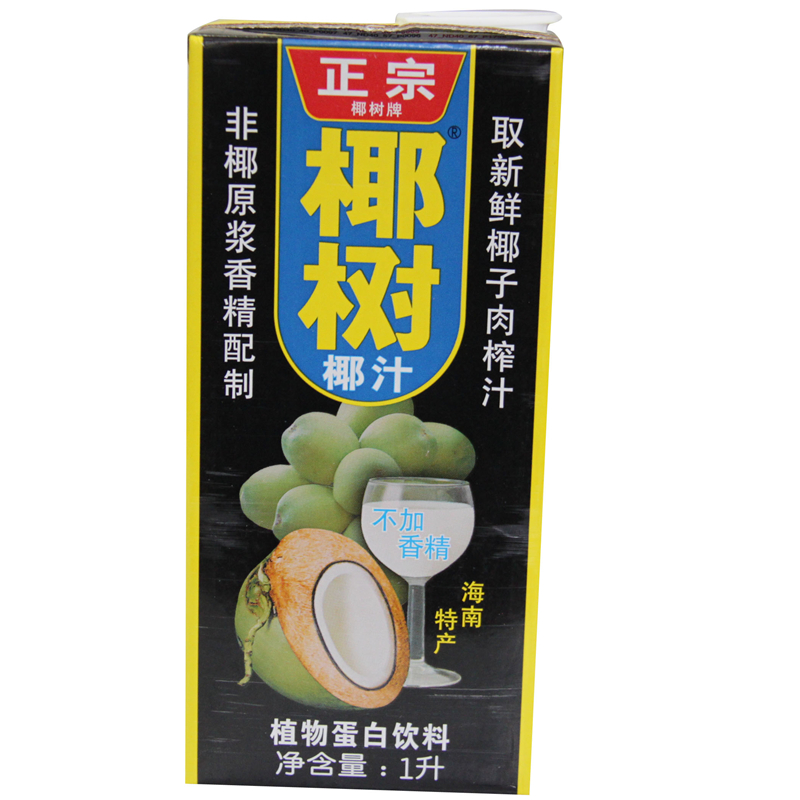 正宗
椰树牌
椰树®
椰汁
取新鲜椰子肉榨汁
非椰原浆香精配制
不加
香精
海南
特产
植物蛋白饮料
净含量：1升